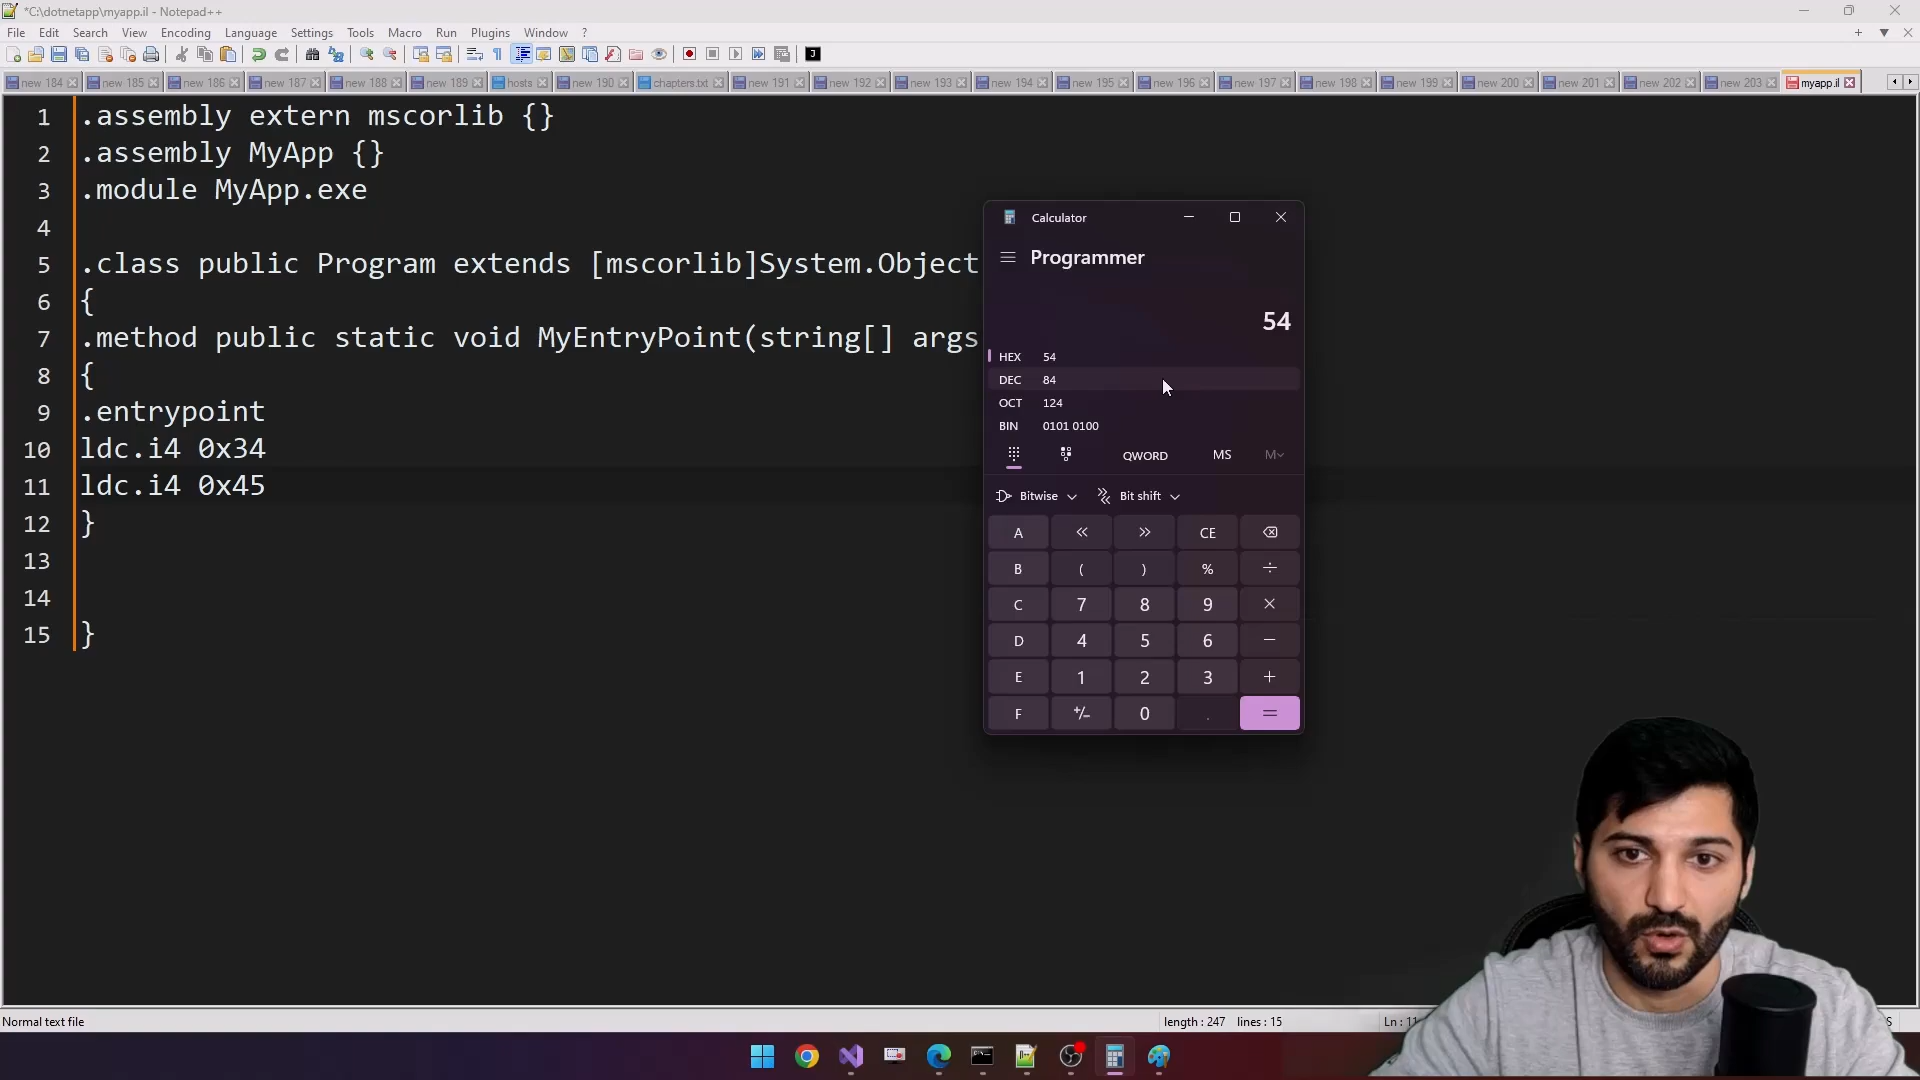 *C:\dotnetapp\myapp.il - Notepad++
File Edit Search View Encoding Language Settings Tools Macro Run Plugins Window ?
new 184 new 185 new 186 new 187 new 188 new 189 hosts new 190 chapters.txt new 191 new 192 new 193 new 194 new 195 new 196 new 197 new 198 new 199 new 200 new 201 new 202 new 203 myapp.il
1 .assembly extern mscorlib {}
2 .assembly MyApp {}
3 .module MyApp.exe
4
5 .class public Program extends [mscorlib]System.Object
6 {
7 .method public static void MyEntryPoint(string[] args
8 {
9 .entrypoint
10 ldc.i4 0x34
11 ldc.i4 0x45
12 }
13
14
15 }
Calculator
Programmer
54
HEX 54
DEC 84
OCT 124
BIN 0101 0100
QWORD MS M
Bitwise Bit shift
A « » CE
B ( ) % ÷
C 7 8 9 ×
D 4 5 6 −
E 1 2 3 +
F +/− 0 . =
Normal text file length : 247 lines : 15 Ln : 11